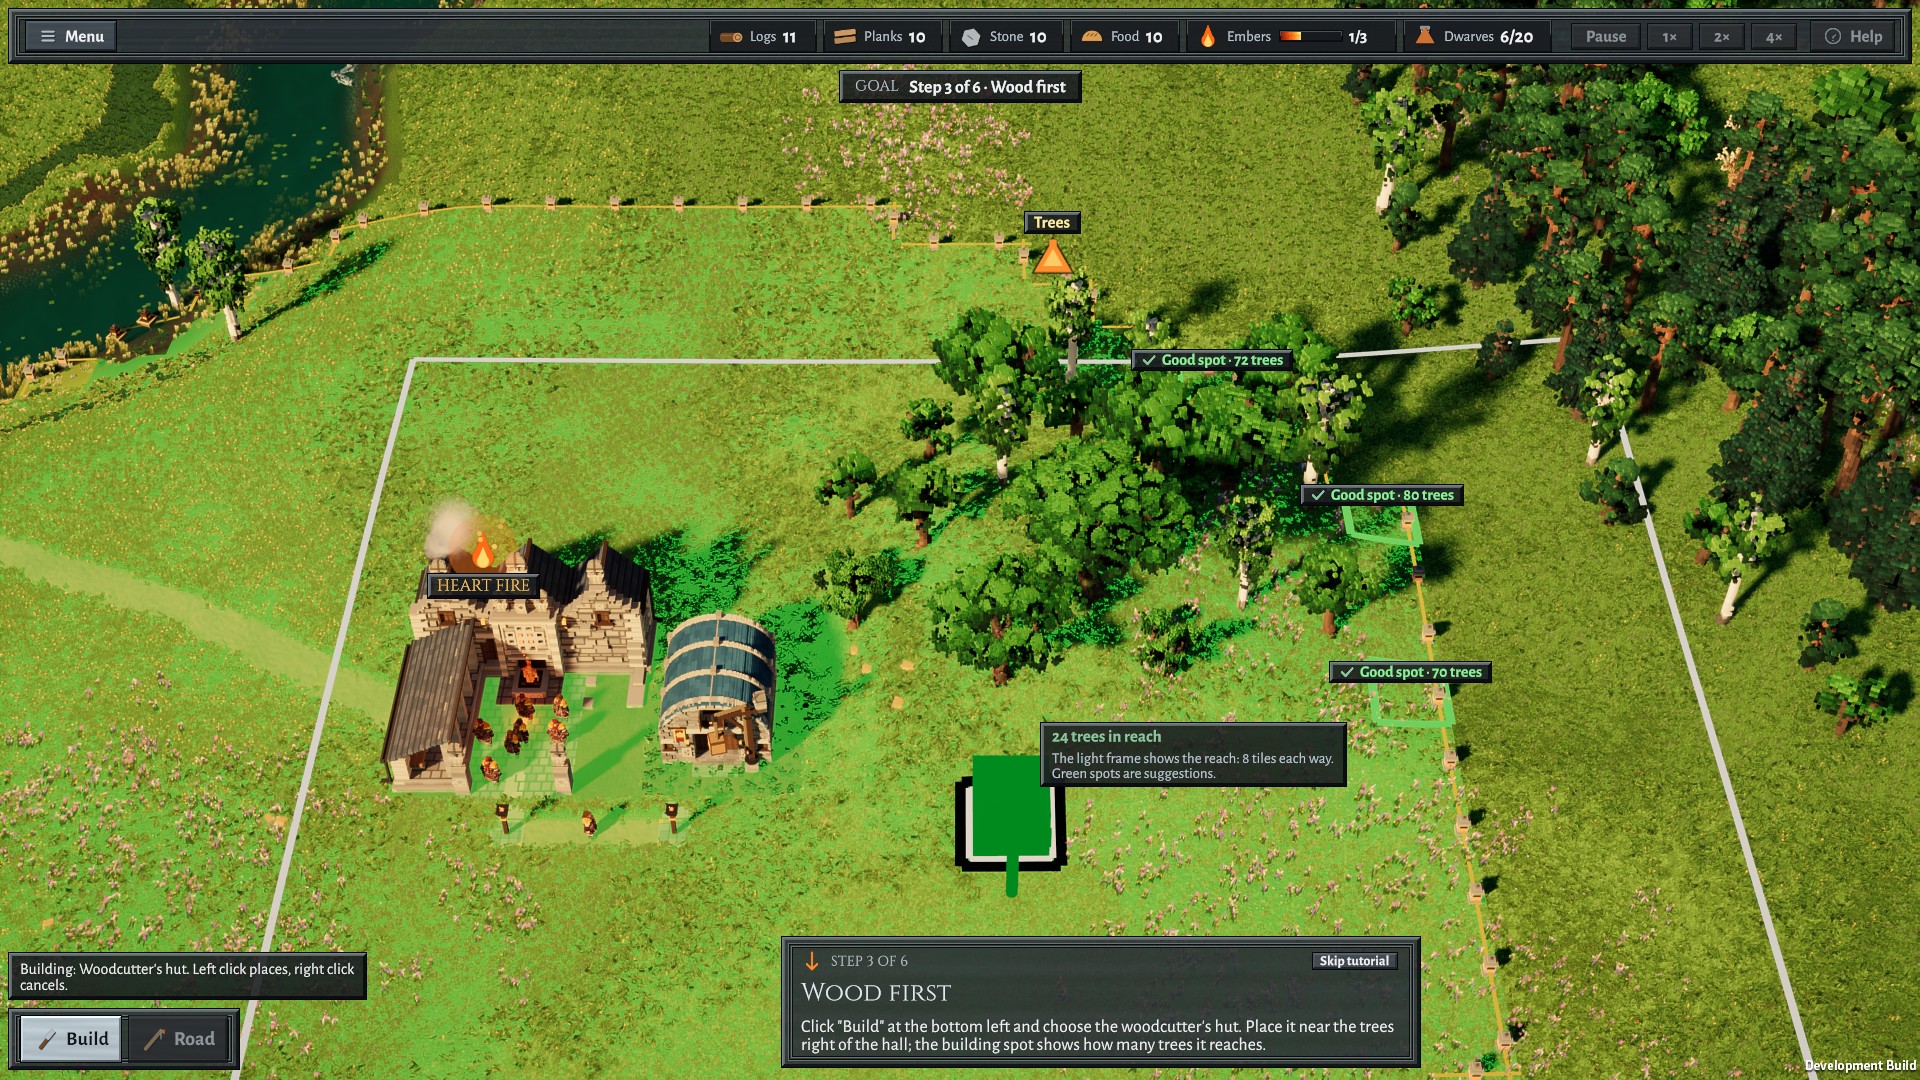 Menu
Logs 11
Planks 10
Stone 10
Food 10
Embers 1/3
Dwarves 6/20
Pause
1×
2×
4×
Help
GOAL Step 3 of 6 · Wood first
Trees
Good spot · 72 trees
Good spot · 80 trees
HEART FIRE
Good spot · 70 trees
24 trees in reach
The light frame shows the reach: 8 tiles each way.
Green spots are suggestions.
Building: Woodcutter's hut. Left click places, right click
cancels.
Build
Road
STEP 3 OF 6
Skip tutorial
WOOD FIRST
Click "Build" at the bottom left and choose the woodcutter's hut. Place it near the trees
right of the hall; the building spot shows how many trees it reaches.
Development Build